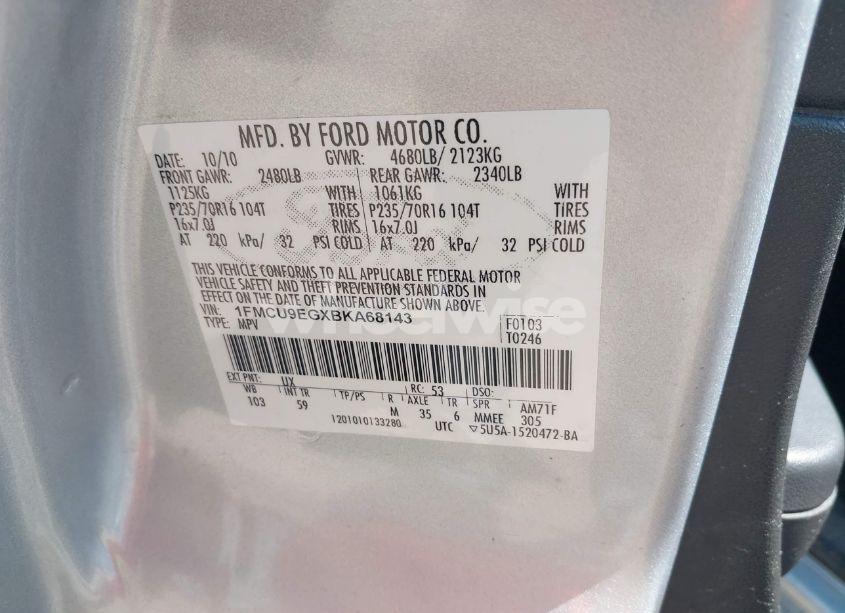 MFD. BY FORD MOTOR CO.
DATE: 10/10 GVWR: 4680LB/ 2123KG
FRONT GAWR: 2480LB REAR GAWR: 2340LB
1125KG WITH 1061KG WITH
P235/70R16 104T TIRES P235/70R16 104T TIRES
16x7.0J RIMS 16x7.0J RIMS
AT 220 kPa/ 32 PSI COLD AT 220 kPa/ 32 PSI COLD
THIS VEHICLE CONFORMS TO ALL APPLICABLE FEDERAL MOTOR
VEHICLE SAFETY AND THEFT PREVENTION STANDARDS IN
EFFECT ON THE DATE OF MANUFACTURE SHOWN ABOVE.
VIN: 1FMCU9EGXBKA68143 F0103
TYPE: MPV T0246
wheelwise
EXT PNT: UX RC: 53 DSO:
WB INT TR TP/PS R AXLE TR SPR AM71F
103 59 M 35 6 MMEE 305
1201010133280 UTC ▽5U5A-1520472-BA